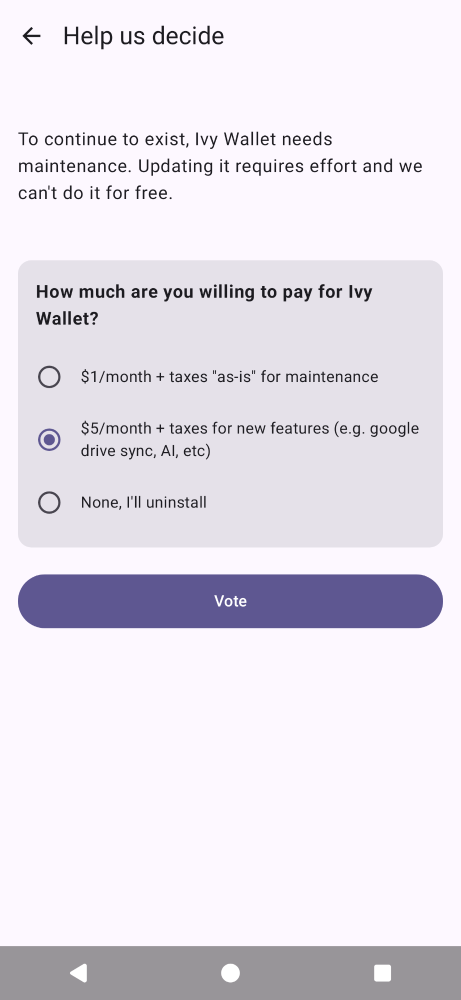 Help us decide
To continue to exist, Ivy Wallet needs
maintenance. Updating it requires effort and we
can't do it for free.
How much are you willing to pay for Ivy
Wallet?
$1/month + taxes "as-is" for maintenance
$5/month + taxes for new features (e.g. google
drive sync, AI, etc)
None, I'll uninstall
Vote